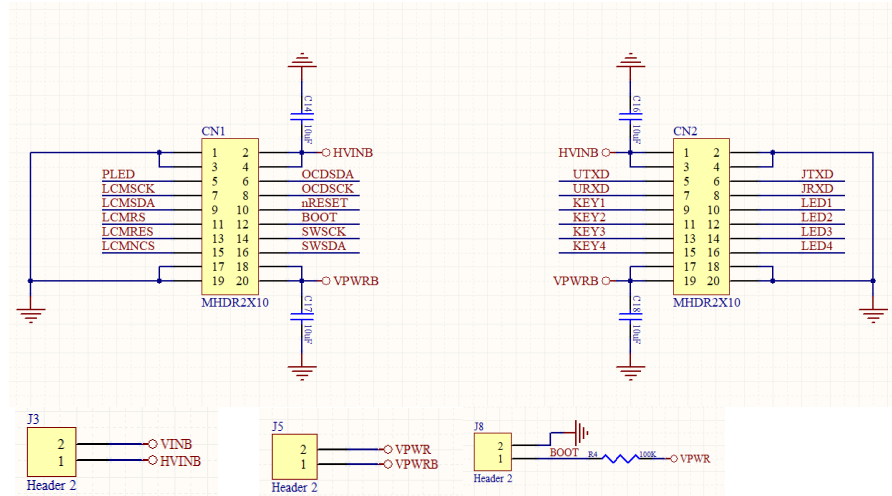 C14
10uF
C16
10uF
CN1
CN2
1 2
HVINB
HVINB
1 2
3 4
3 4
PLED
5 6
OCDSDA
UTXD
5 6
JTXD
LCMSCK
7 8
OCDSCK
URXD
7 8
JRXD
LCMSDA
9 10
nRESET
KEY1
9 10
LED1
LCMRS
11 12
BOOT
KEY2
11 12
LED2
LCMRES
13 14
SWSCK
KEY3
13 14
LED3
LCMNCS
15 16
SWSDA
KEY4
15 16
LED4
17 18
17 18
19 20
VPWRB
VPWRB
19 20
MHDR2X10
MHDR2X10
C17
10uF
C18
10uF
J3
2
VINB
1
HVINB
Header 2
J5
2
VPWR
1
VPWRB
Header 2
J8
2
1
BOOT
R4
100K
VPWR
Header 2